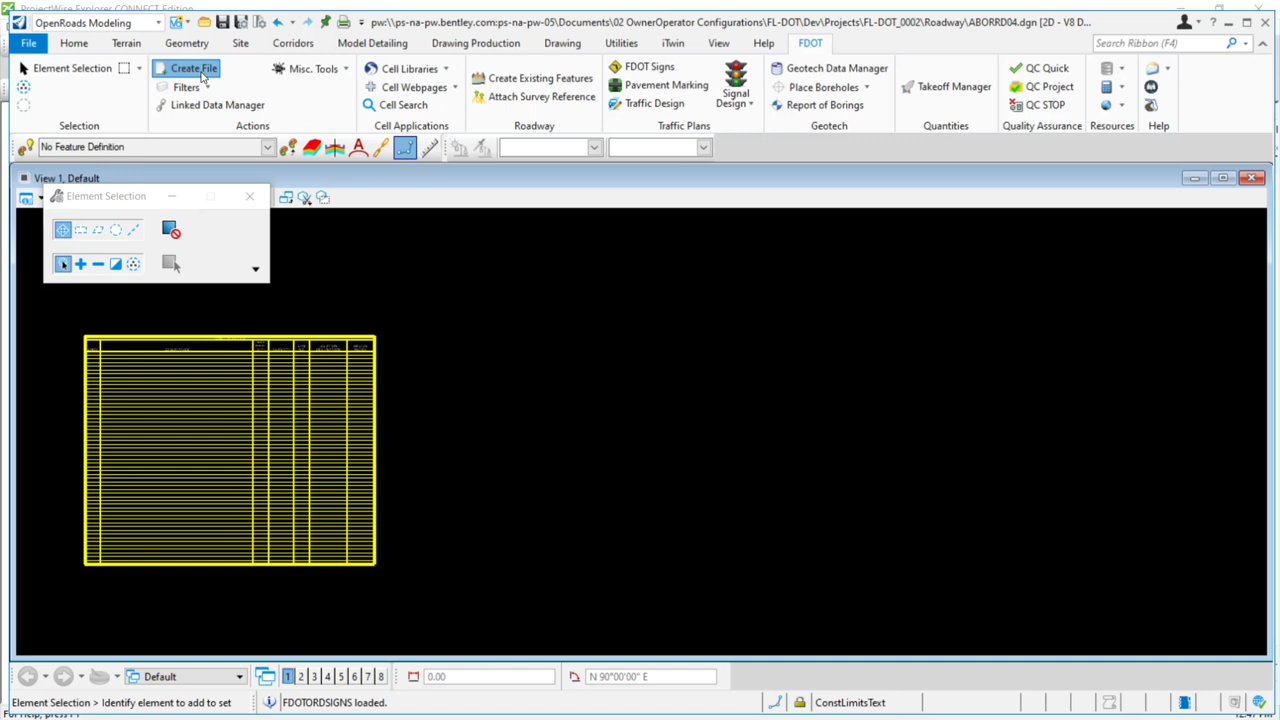 ProjectWise Explorer CONNECT Edition
OpenRoads Modeling
pw:\\ps-na-pw.bentley.com:ps-na-pw-05\Documents\02 OwnerOperator Configurations\FL-DOT\Dev\Projects\FL-DOT_0002\Roadway\ABORRD04.dgn [2D - V8 D...
File Home Terrain Geometry Site Corridors Model Detailing Drawing Production Drawing Utilities iTwin View Help FDOT Search Ribbon (F4)
Element Selection Create File Misc. Tools Cell Libraries Create Existing Features FDOT Signs Geotech Data Manager QC Quick
Filters Cell Webpages Attach Survey Reference Pavement Marking Signal Design Place Boreholes Takeoff Manager QC Project
Linked Data Manager Cell Search Traffic Design Report of Borings QC STOP
Selection Actions Cell Applications Roadway Traffic Plans Geotech Quantities Quality Assurance Resources Help
No Feature Definition
View 1, Default
Element Selection
Default 1 2 3 4 5 6 7 8 0.00 N 90°00'00" E
Element Selection > Identify element to add to set FDOTORDSIGNS loaded. ConstLimitsText